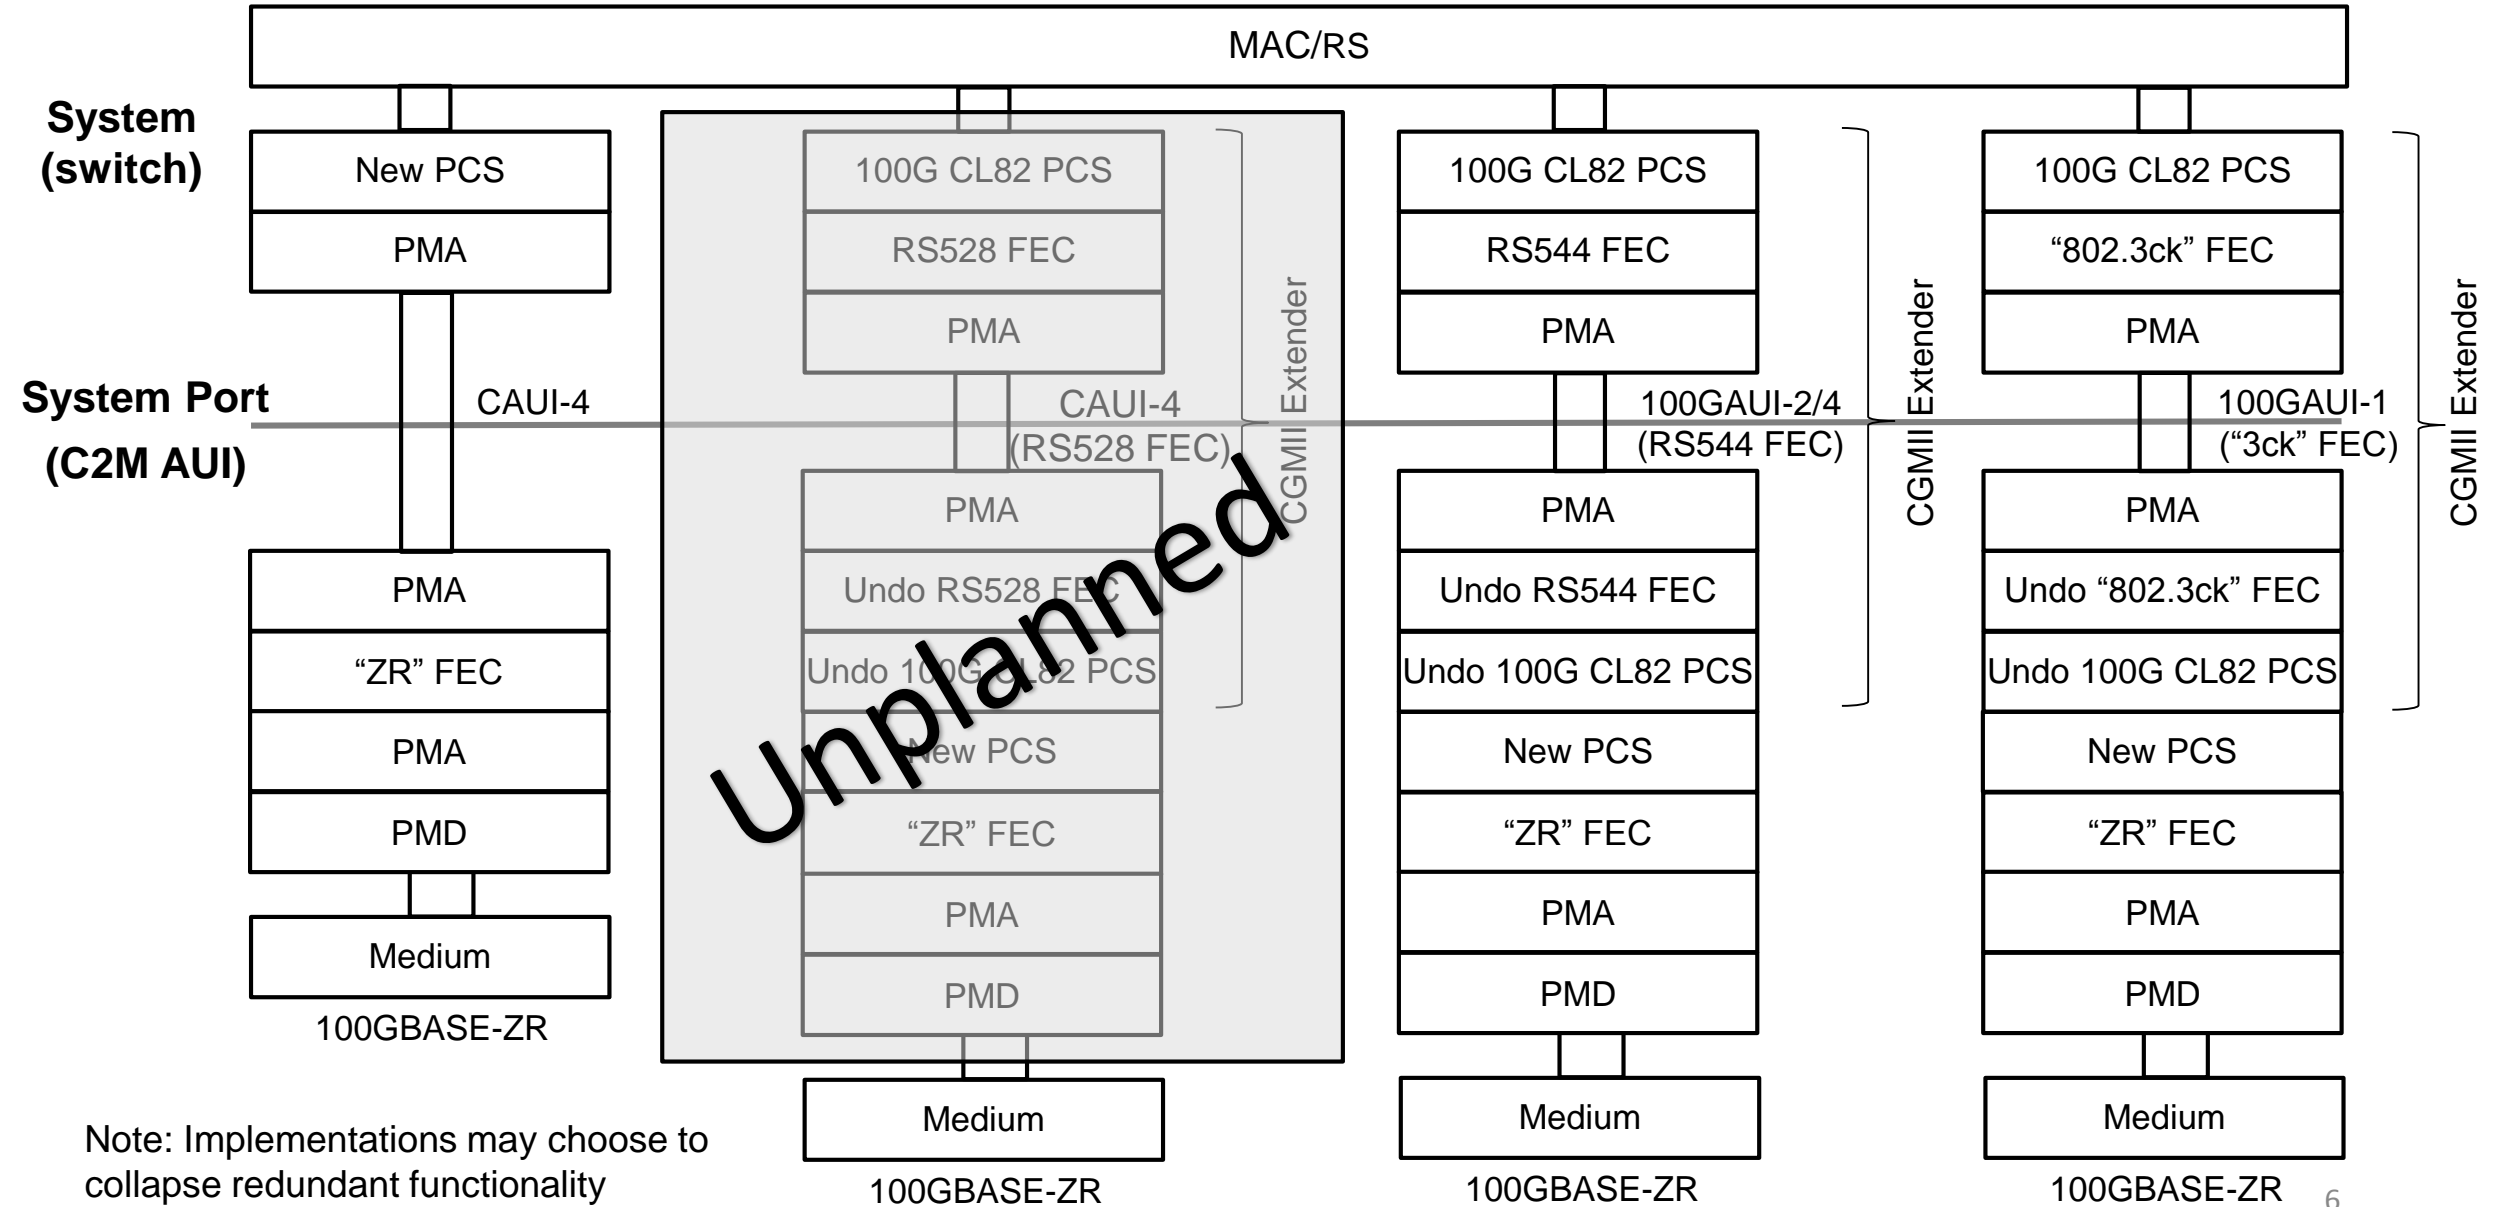 MAC/RS
System
(switch)
New PCS
PMA
System Port
(C2M AUI)
CAUI-4
PMA
“ZR” FEC
PMA
PMD
Medium
100GBASE-ZR
100G CL82 PCS
RS528 FEC
PMA
CAUI-4
(RS528 FEC)
CGMII Extender
PMA
Undo RS528 FEC
Undo 100G CL82 PCS
New PCS
“ZR” FEC
PMA
PMD
Unplanned
Medium
100GBASE-ZR
100G CL82 PCS
RS544 FEC
PMA
100GAUI-2/4
(RS544 FEC)
CGMII Extender
PMA
Undo RS544 FEC
Undo 100G CL82 PCS
New PCS
“ZR” FEC
PMA
PMD
Medium
100GBASE-ZR
100G CL82 PCS
“802.3ck” FEC
PMA
100GAUI-1
(“3ck” FEC)
CGMII Extender
PMA
Undo “802.3ck” FEC
Undo 100G CL82 PCS
New PCS
“ZR” FEC
PMA
PMD
Medium
100GBASE-ZR
Note: Implementations may choose to
collapse redundant functionality
6